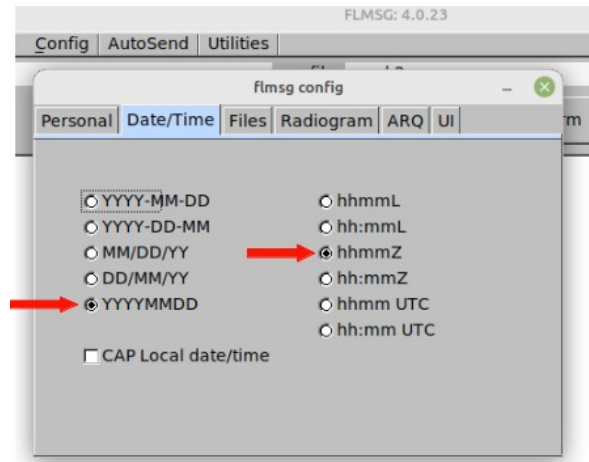 FLMSG: 4.0.23
Config AutoSend Utilities
flmsg config
Personal Date/Time Files Radiogram ARQ UI
YYYY-MM-DD hhmmL
YYYY-DD-MM hh:mmL
MM/DD/YY hhmmZ
DD/MM/YY hh:mmZ
YYYYMMDD hhmm UTC
hh:mm UTC
CAP Local date/time